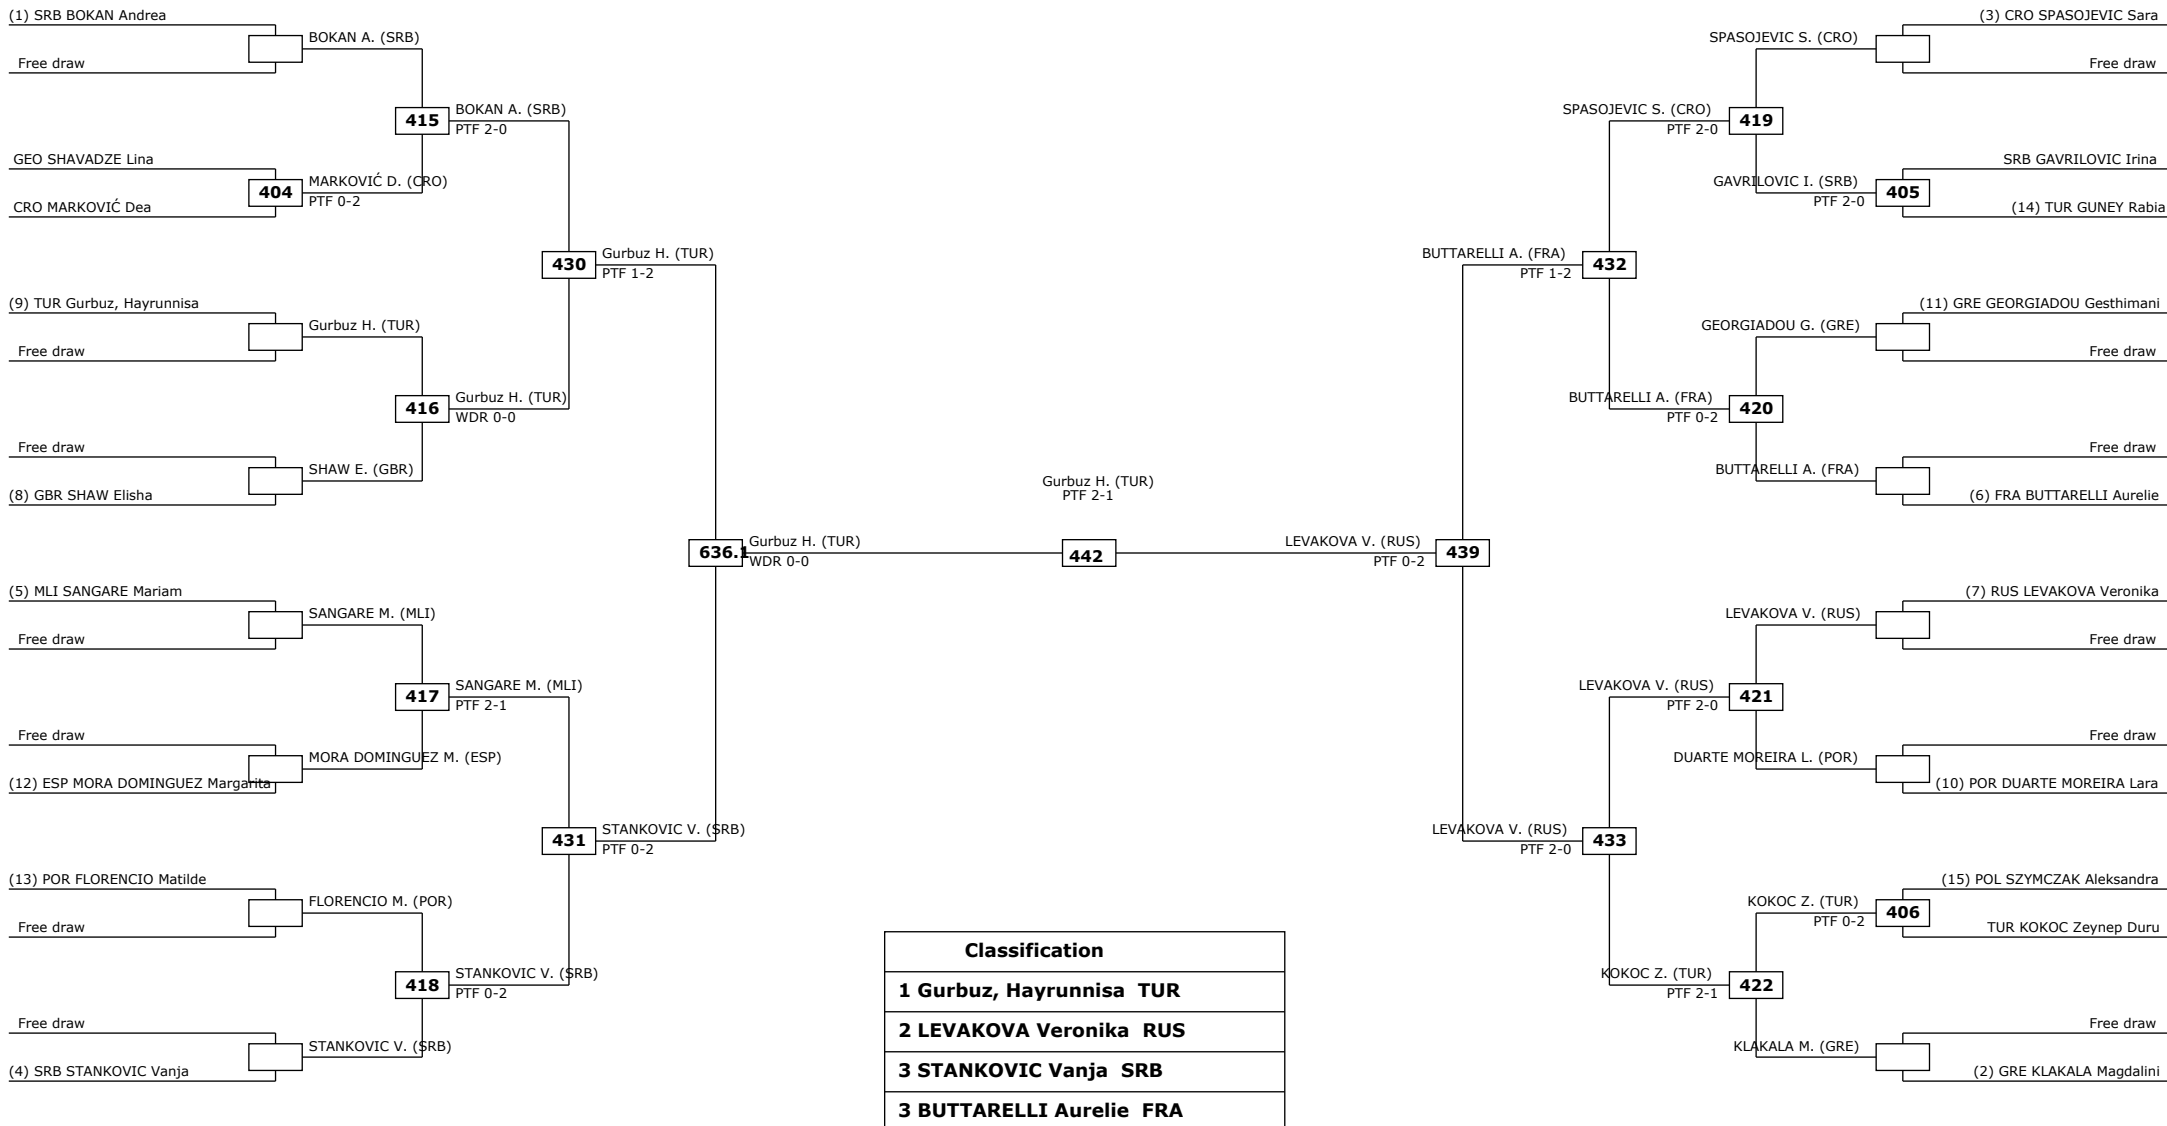 (1) SRB BOKAN Andrea
BOKAN A. (SRB)
Free draw
415
BOKAN A. (SRB)
PTF 2-0
GEO SHAVADZE Lina
404
MARKOVIĆ D. (CRO)
PTF 0-2
CRO MARKOVIĆ Dea
430
Gurbuz H. (TUR)
PTF 1-2
(9) TUR Gurbuz, Hayrunnisa
Gurbuz H. (TUR)
Free draw
416
Gurbuz H. (TUR)
WDR 0-0
Free draw
SHAW E. (GBR)
(8) GBR SHAW Elisha
636.1
Gurbuz H. (TUR)
WDR 0-0
(5) MLI SANGARE Mariam
SANGARE M. (MLI)
Free draw
417
SANGARE M. (MLI)
PTF 2-1
Free draw
MORA DOMINGUEZ M. (ESP)
(12) ESP MORA DOMINGUEZ Margarita
431
STANKOVIC V. (SRB)
PTF 0-2
(13) POR FLORENCIO Matilde
FLORENCIO M. (POR)
Free draw
418
STANKOVIC V. (SRB)
PTF 0-2
Free draw
STANKOVIC V. (SRB)
(4) SRB STANKOVIC Vanja
Gurbuz H. (TUR)
PTF 2-1
442
(3) CRO SPASOJEVIC Sara
SPASOJEVIC S. (CRO)
Free draw
SPASOJEVIC S. (CRO)
PTF 2-0
419
SRB GAVRILOVIC Irina
GAVRILOVIC I. (SRB)
PTF 2-0
405
(14) TUR GUNEY Rabia
BUTTARELLI A. (FRA)
PTF 1-2
432
(11) GRE GEORGIADOU Gesthimani
GEORGIADOU G. (GRE)
Free draw
BUTTARELLI A. (FRA)
PTF 0-2
420
Free draw
BUTTARELLI A. (FRA)
(6) FRA BUTTARELLI Aurelie
LEVAKOVA V. (RUS)
PTF 0-2
439
(7) RUS LEVAKOVA Veronika
LEVAKOVA V. (RUS)
Free draw
LEVAKOVA V. (RUS)
PTF 2-0
421
Free draw
DUARTE MOREIRA L. (POR)
(10) POR DUARTE MOREIRA Lara
LEVAKOVA V. (RUS)
PTF 2-0
433
(15) POL SZYMCZAK Aleksandra
KOKOC Z. (TUR)
PTF 0-2
406
TUR KOKOC Zeynep Duru
KOKOC Z. (TUR)
PTF 2-1
422
Free draw
KLAKALA M. (GRE)
(2) GRE KLAKALA Magdalini
Classification
1 Gurbuz, Hayrunnisa TUR
2 LEVAKOVA Veronika RUS
3 STANKOVIC Vanja SRB
3 BUTTARELLI Aurelie FRA